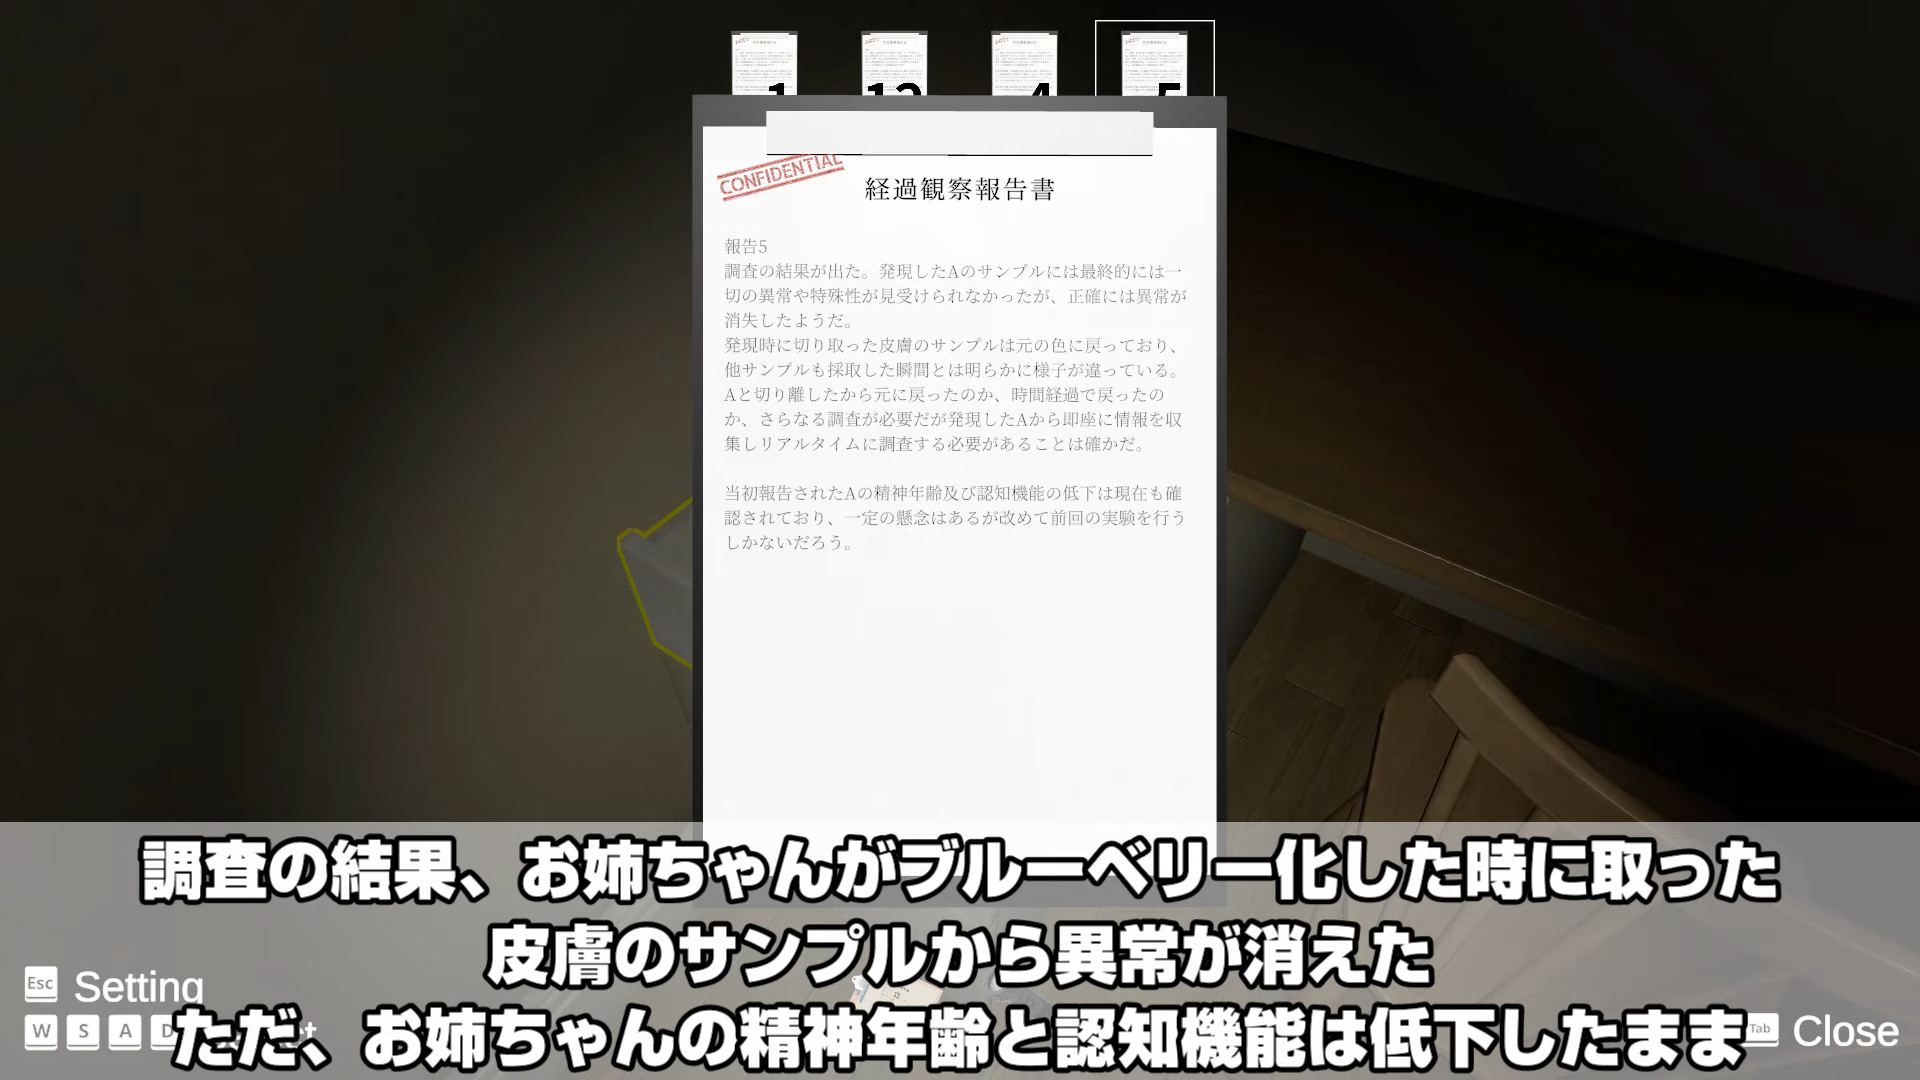 1
12
4
5
CONFIDENTIAL
経過観察報告書
報告5
調査の結果が出た。発現したAのサンプルには最終的には一
切の異常や特殊性が見受けられなかったが、正確には異常が
消失したようだ。
発現時に切り取った皮膚のサンプルは元の色に戻っており、
他サンプルも採取した瞬間とは明らかに様子が違っている。
Aと切り離したから元に戻ったのか、時間経過で戻ったの
か、さらなる調査が必要だが発現したAから即座に情報を収
集しリアルタイムに調査する必要があることは確かだ。
当初報告されたAの精神年齢及び認知機能の低下は現在も確
認されており、一定の懸念はあるが改めて前回の実験を行う
しかないだろう。
調査の結果、お姉ちゃんがブルーベリー化した時に取った
皮膚のサンプルから異常が消えた
ただ、お姉ちゃんの精神年齢と認知機能は低下したまま
Esc Setting
W S A D
Tab Close